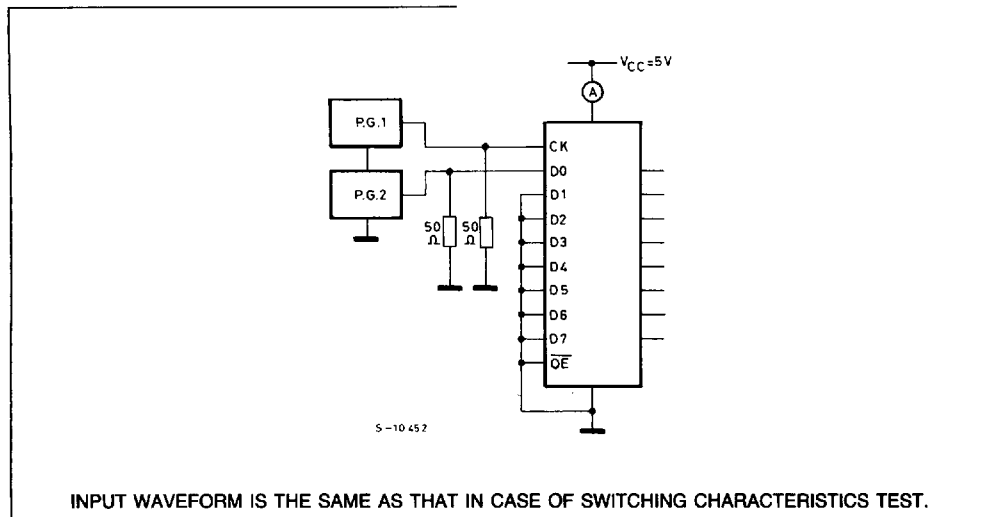 VCC=5V
A
P.G.1
P.G.2
50
Ω
50
Ω
CK
D0
D1
D2
D3
D4
D5
D6
D7
OE
S-10452
INPUT WAVEFORM IS THE SAME AS THAT IN CASE OF SWITCHING CHARACTERISTICS TEST.